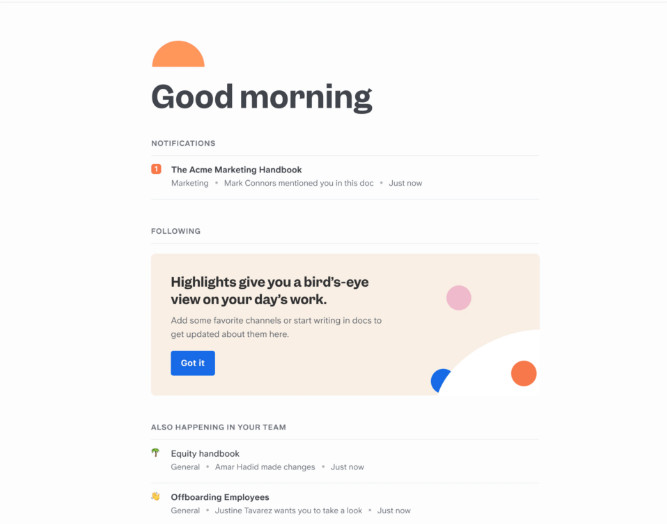 Good morning
NOTIFICATIONS
1 The Acme Marketing Handbook
Marketing • Mark Connors mentioned you in this doc • Just now
FOLLOWING
Highlights give you a bird’s-eye
view on your day’s work.
Add some favorite channels or start writing in docs to
get updated about them here.
Got it
ALSO HAPPENING IN YOUR TEAM
Equity handbook
General • Amar Hadid made changes • Just now
Offboarding Employees
General • Justine Tavarez wants you to take a look • Just now